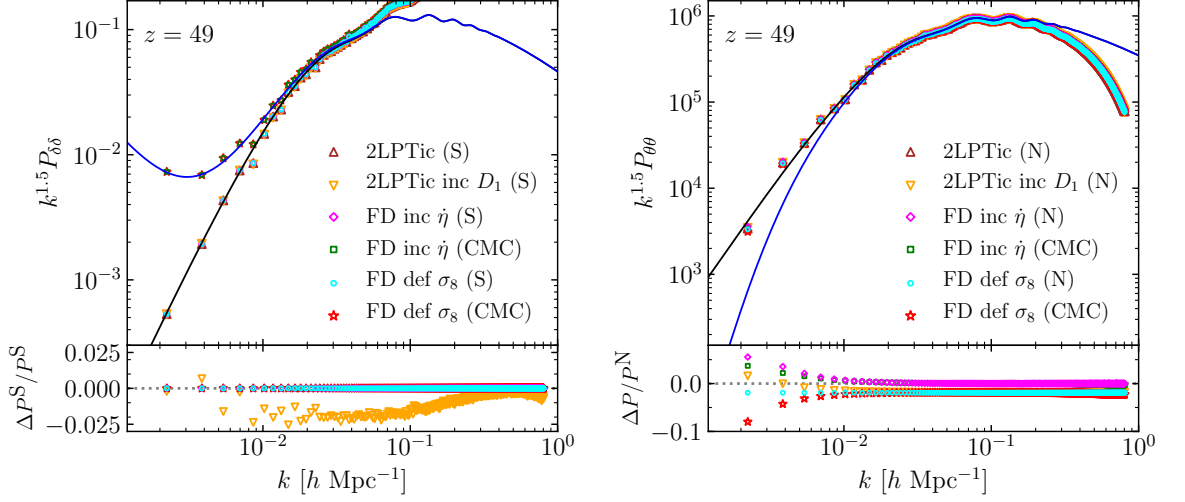 z = 49
k^{1.5}P_{δδ}
10^{-1}
10^{-2}
10^{-3}
2LPTic (S)
2LPTic inc D_1 (S)
FD inc η̇ (S)
FD inc η̇ (CMC)
FD def σ_8 (S)
FD def σ_8 (CMC)
ΔP^S/P^S
0.025
0.000
−0.025
10^{-2}
10^{-1}
10^0
k [h Mpc^{-1}]
z = 49
k^{1.5}P_{θθ}
10^6
10^5
10^4
10^3
2LPTic (N)
2LPTic inc D_1 (N)
FD inc η̇ (N)
FD inc η̇ (CMC)
FD def σ_8 (N)
FD def σ_8 (CMC)
ΔP/P^N
0.0
−0.1
10^{-2}
10^{-1}
10^0
k [h Mpc^{-1}]